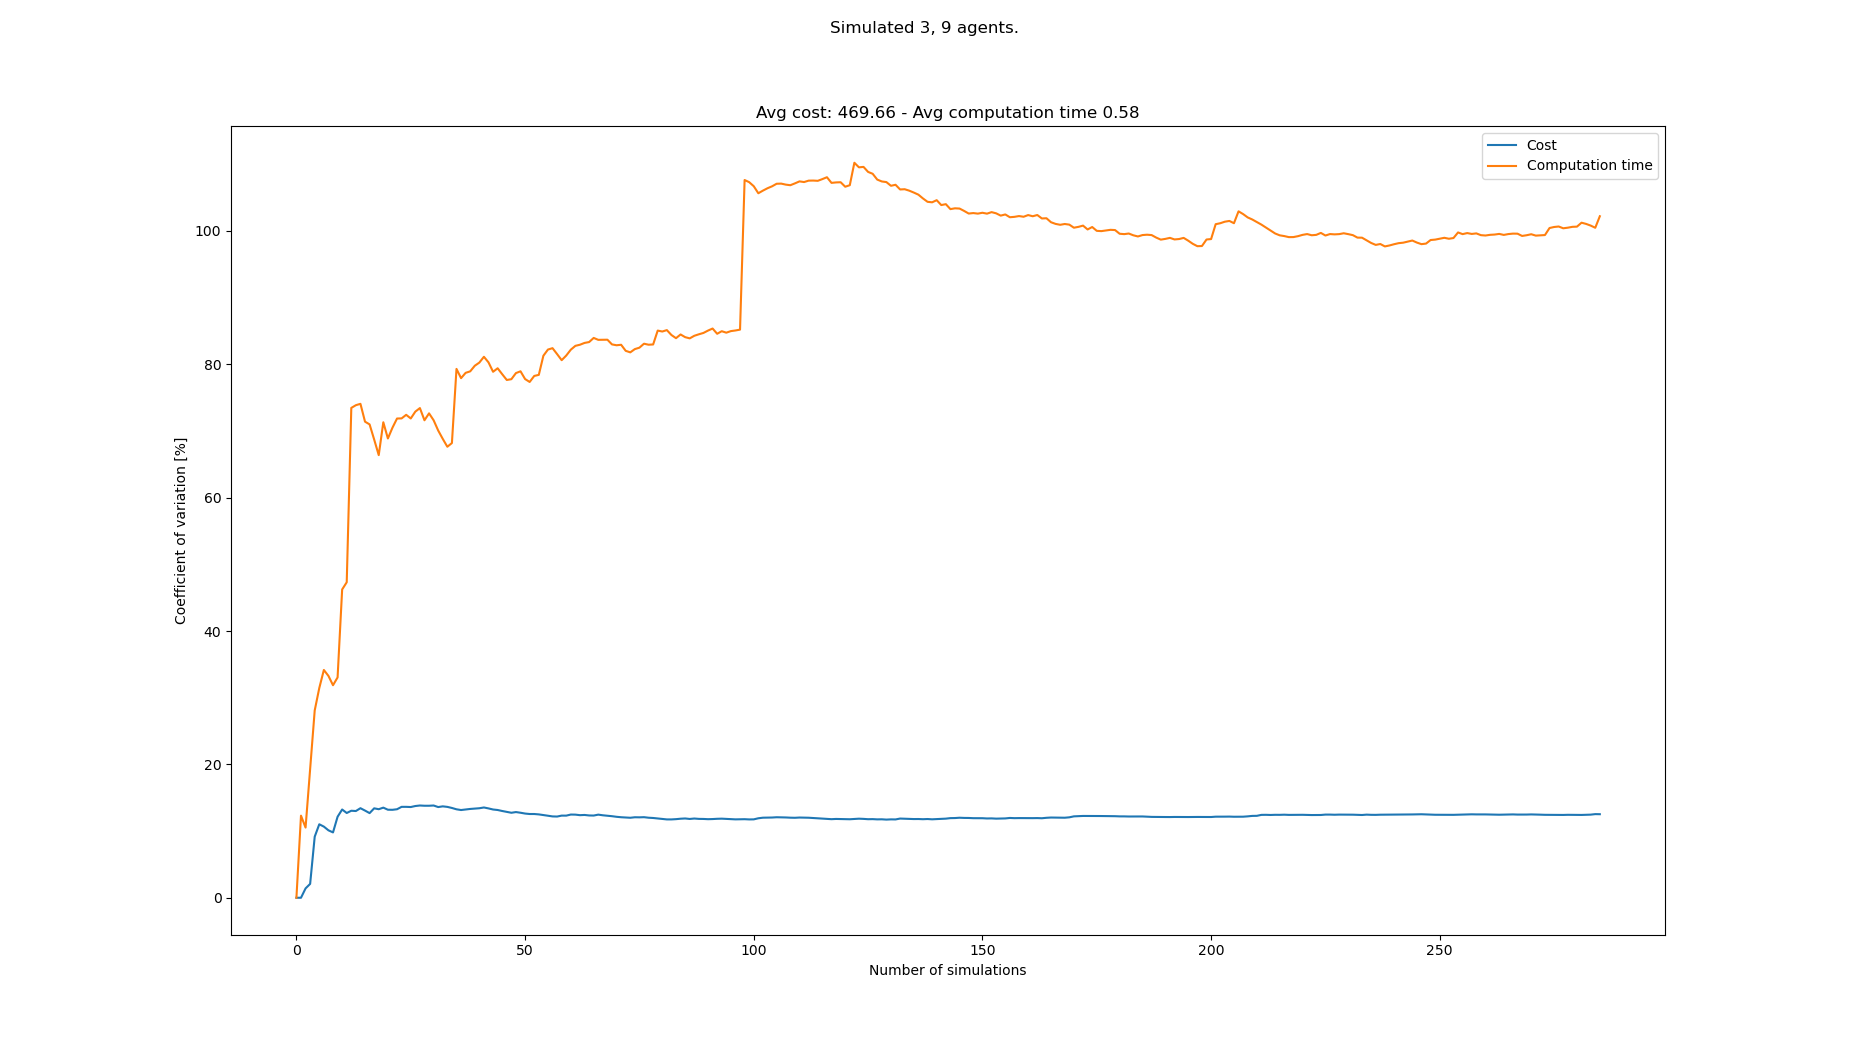 Simulated 3, 9 agents.
Avg cost: 469.66 - Avg computation time 0.58
Cost
Computation time
Coefficient of variation [%]
100
80
60
40
20
0
0 50 100 150 200 250
Number of simulations